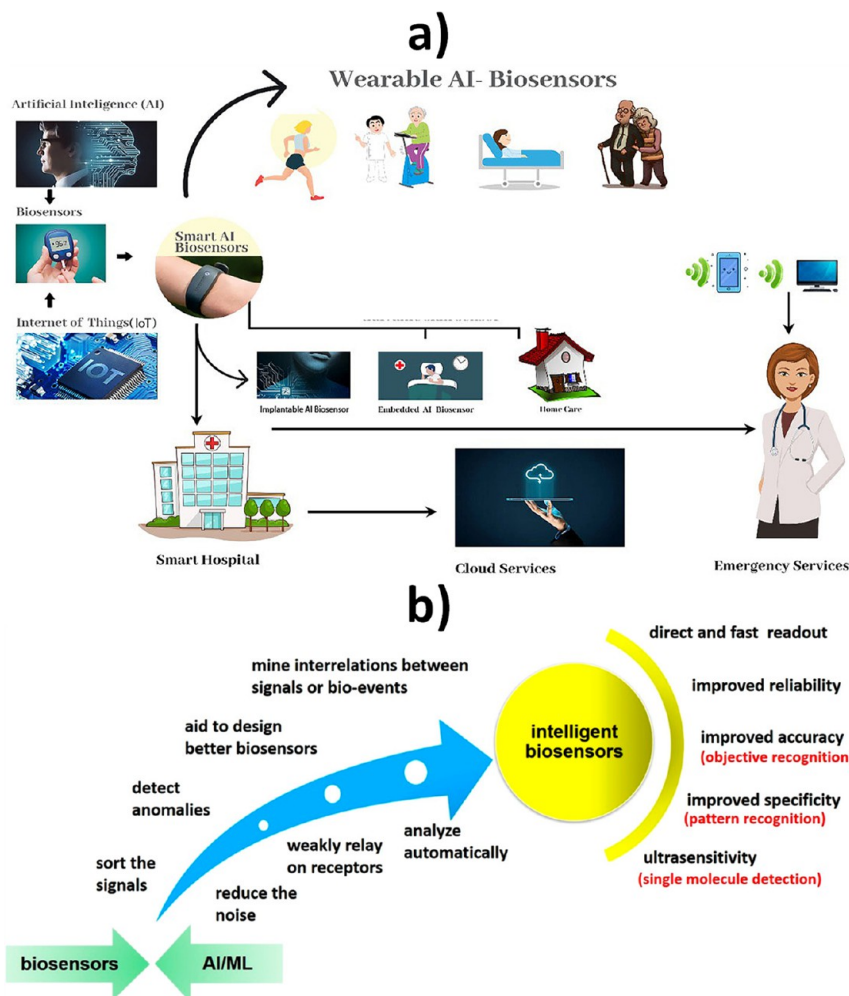 a)
Wearable AI- Biosensors
Artificial Inteligence (AI)
Biosensors
Smart AI
Biosensors
Internet of Things(IoT)
IOT
Implantable AI Biosensor
Embedded AI Biosensor
Home Care
Smart Hospital
Cloud Services
Emergency Services
b)
direct and fast readout
mine interrelations between
signals or bio-events
improved reliability
aid to design
better biosensors
intelligent
biosensors
improved accuracy
(objective recognition
detect
anomalies
improved specificity
(pattern recognition)
weakly relay
on receptors
analyze
automatically
sort the
signals
ultrasensitivity
(single molecule detection)
reduce the
noise
biosensors
AI/ML